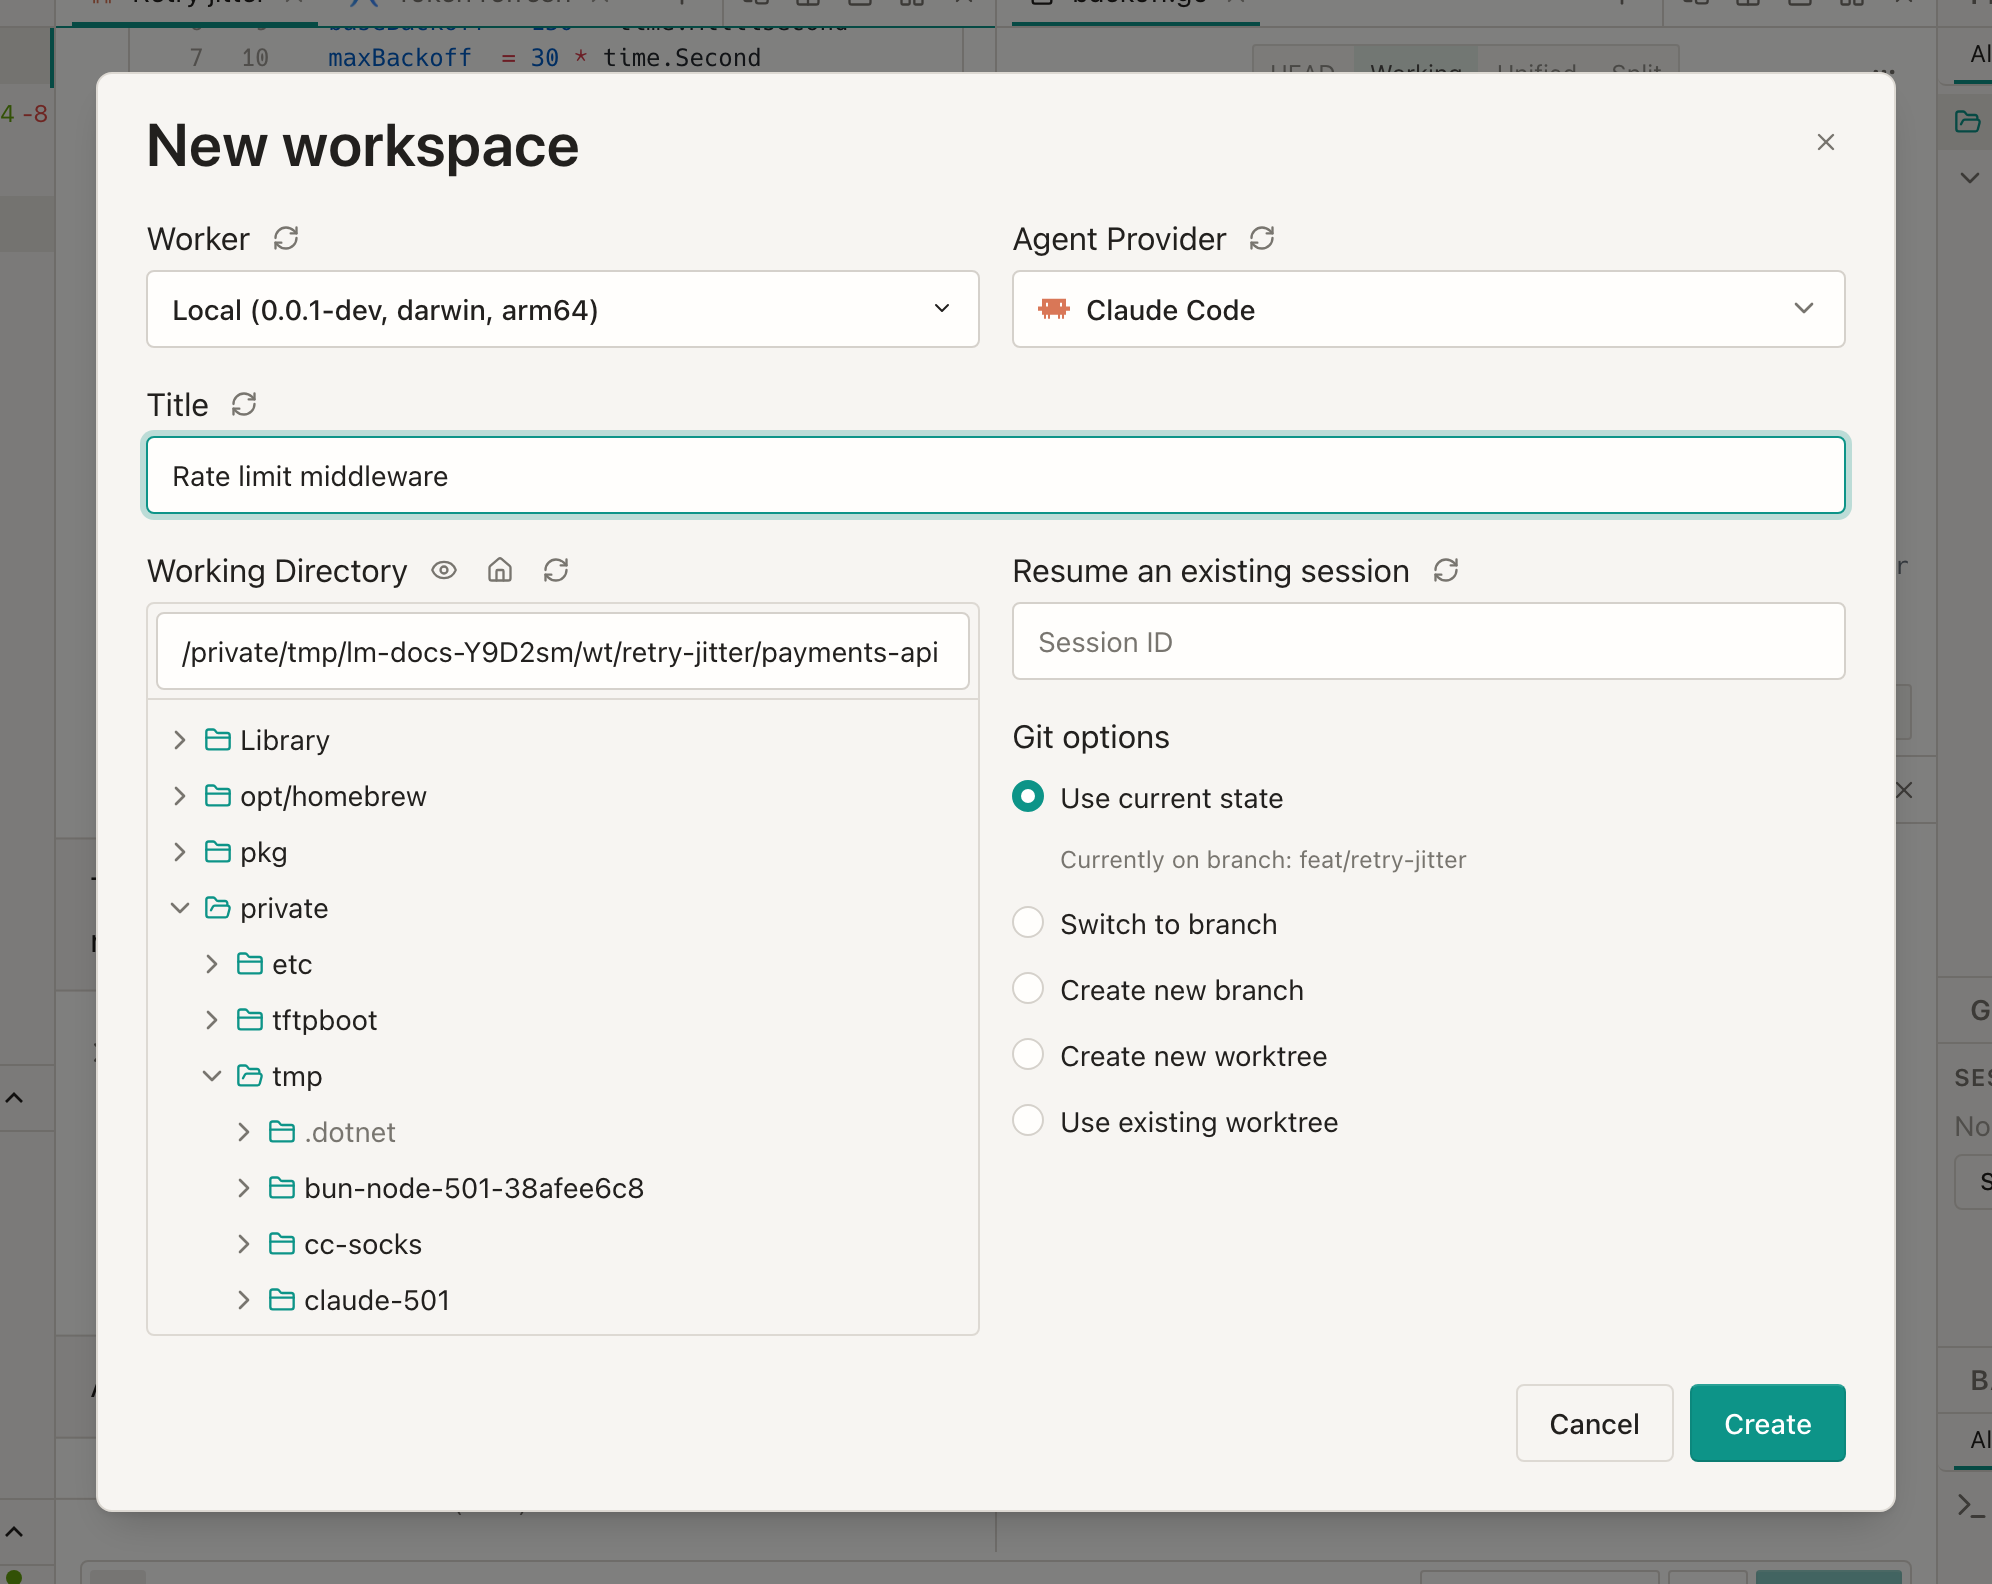 7 10 maxBackoff = 30 * time.Second
4 -8
New workspace
Worker
Agent Provider
Local (0.0.1-dev, darwin, arm64)
Claude Code
Title
Rate limit middleware
Working Directory
Resume an existing session
/private/tmp/lm-docs-Y9D2sm/wt/retry-jitter/payments-api
Session ID
Library
opt/homebrew
pkg
private
etc
tftpboot
tmp
.dotnet
bun-node-501-38afee6c8
cc-socks
claude-501
Git options
Use current state
Currently on branch: feat/retry-jitter
Switch to branch
Create new branch
Create new worktree
Use existing worktree
Cancel
Create